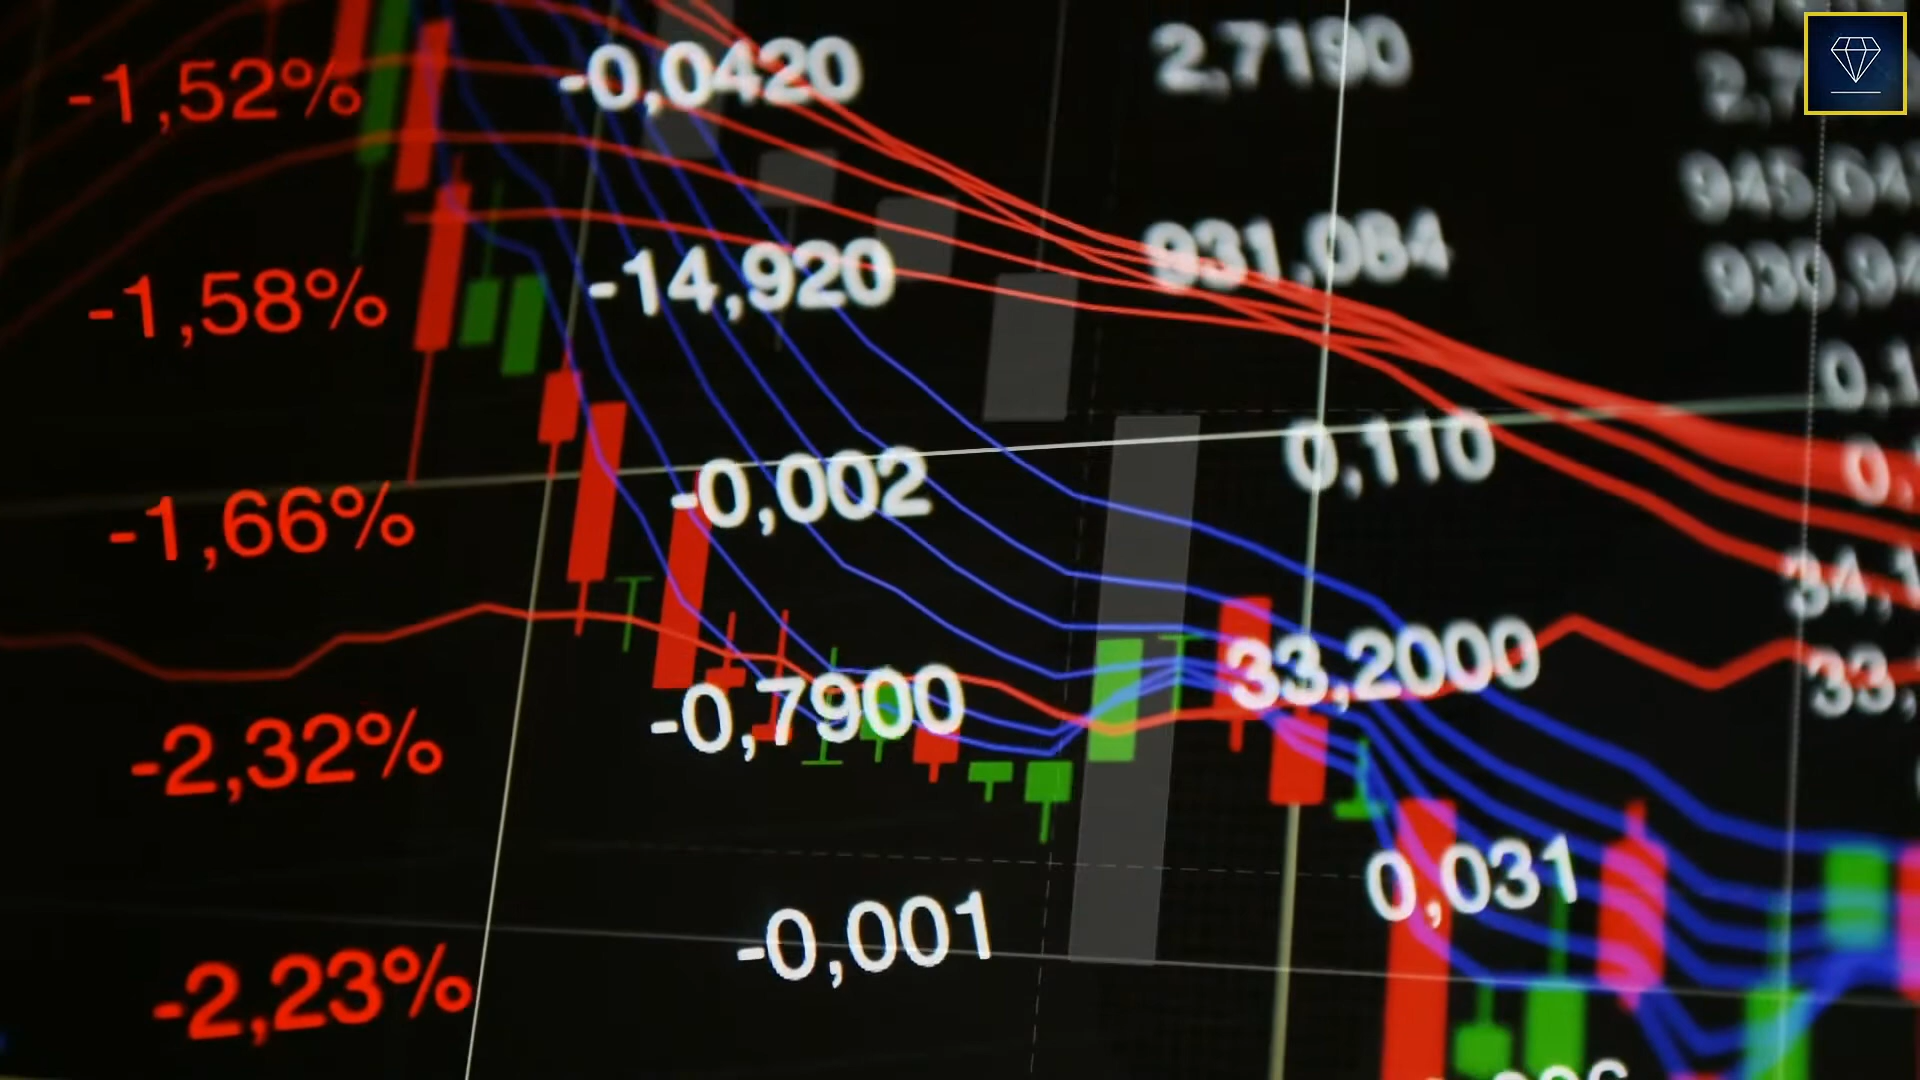 -1,52% -0,0420 2,7190
-1,58% -14,920 931,084
-1,66% -0,002 0,110
-2,32% -0,7900 33,2000
-2,23% -0,001 0,031